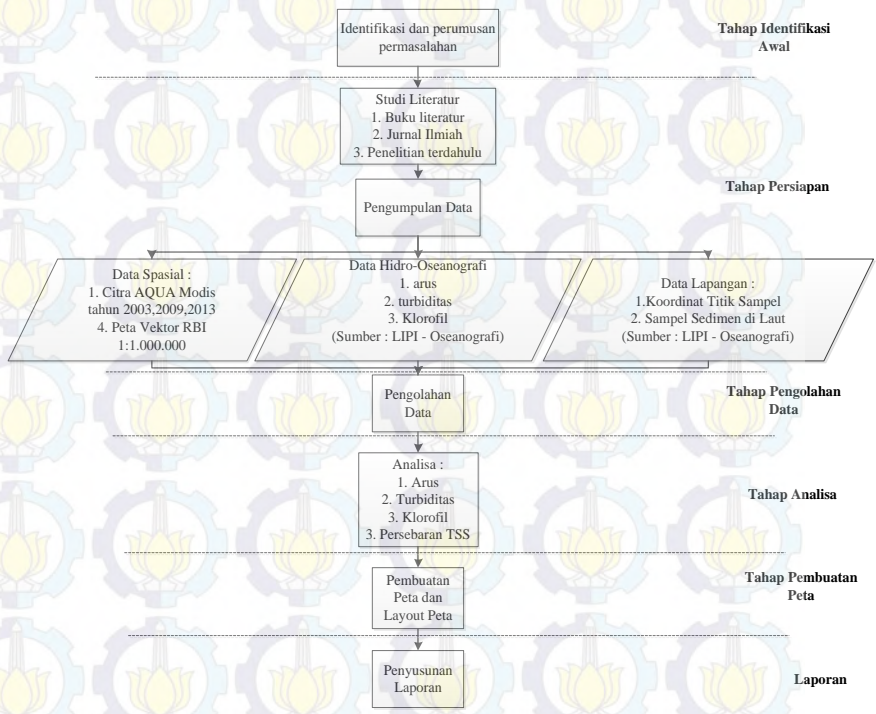 Identifikasi dan perumusan
permasalahan
Tahap Identifikasi
Awal
Studi Literatur
1. Buku literatur
2. Jurnal Ilmiah
3. Penelitian terdahulu
Tahap Persiapan
Pengumpulan Data
Data Spasial :
1. Citra AQUA Modis
tahun 2003,2009,2013
4. Peta Vektor RBI
1:1.000.000
Data Hidro-Oseanografi
1. arus
2. turbiditas
3. Klorofil
(Sumber : LIPI - Oseanografi)
Data Lapangan :
1.Koordinat Titik Sampel
2. Sampel Sedimen di Laut
(Sumber : LIPI - Oseanografi)
Pengolahan
Data
Tahap Pengolahan
Data
Analisa :
1. Arus
2. Turbiditas
3. Klorofil
3. Persebaran TSS
Tahap Analisa
Pembuatan
Peta dan
Layout Peta
Tahap Pembuatan
Peta
Penyusunan
Laporan
Laporan